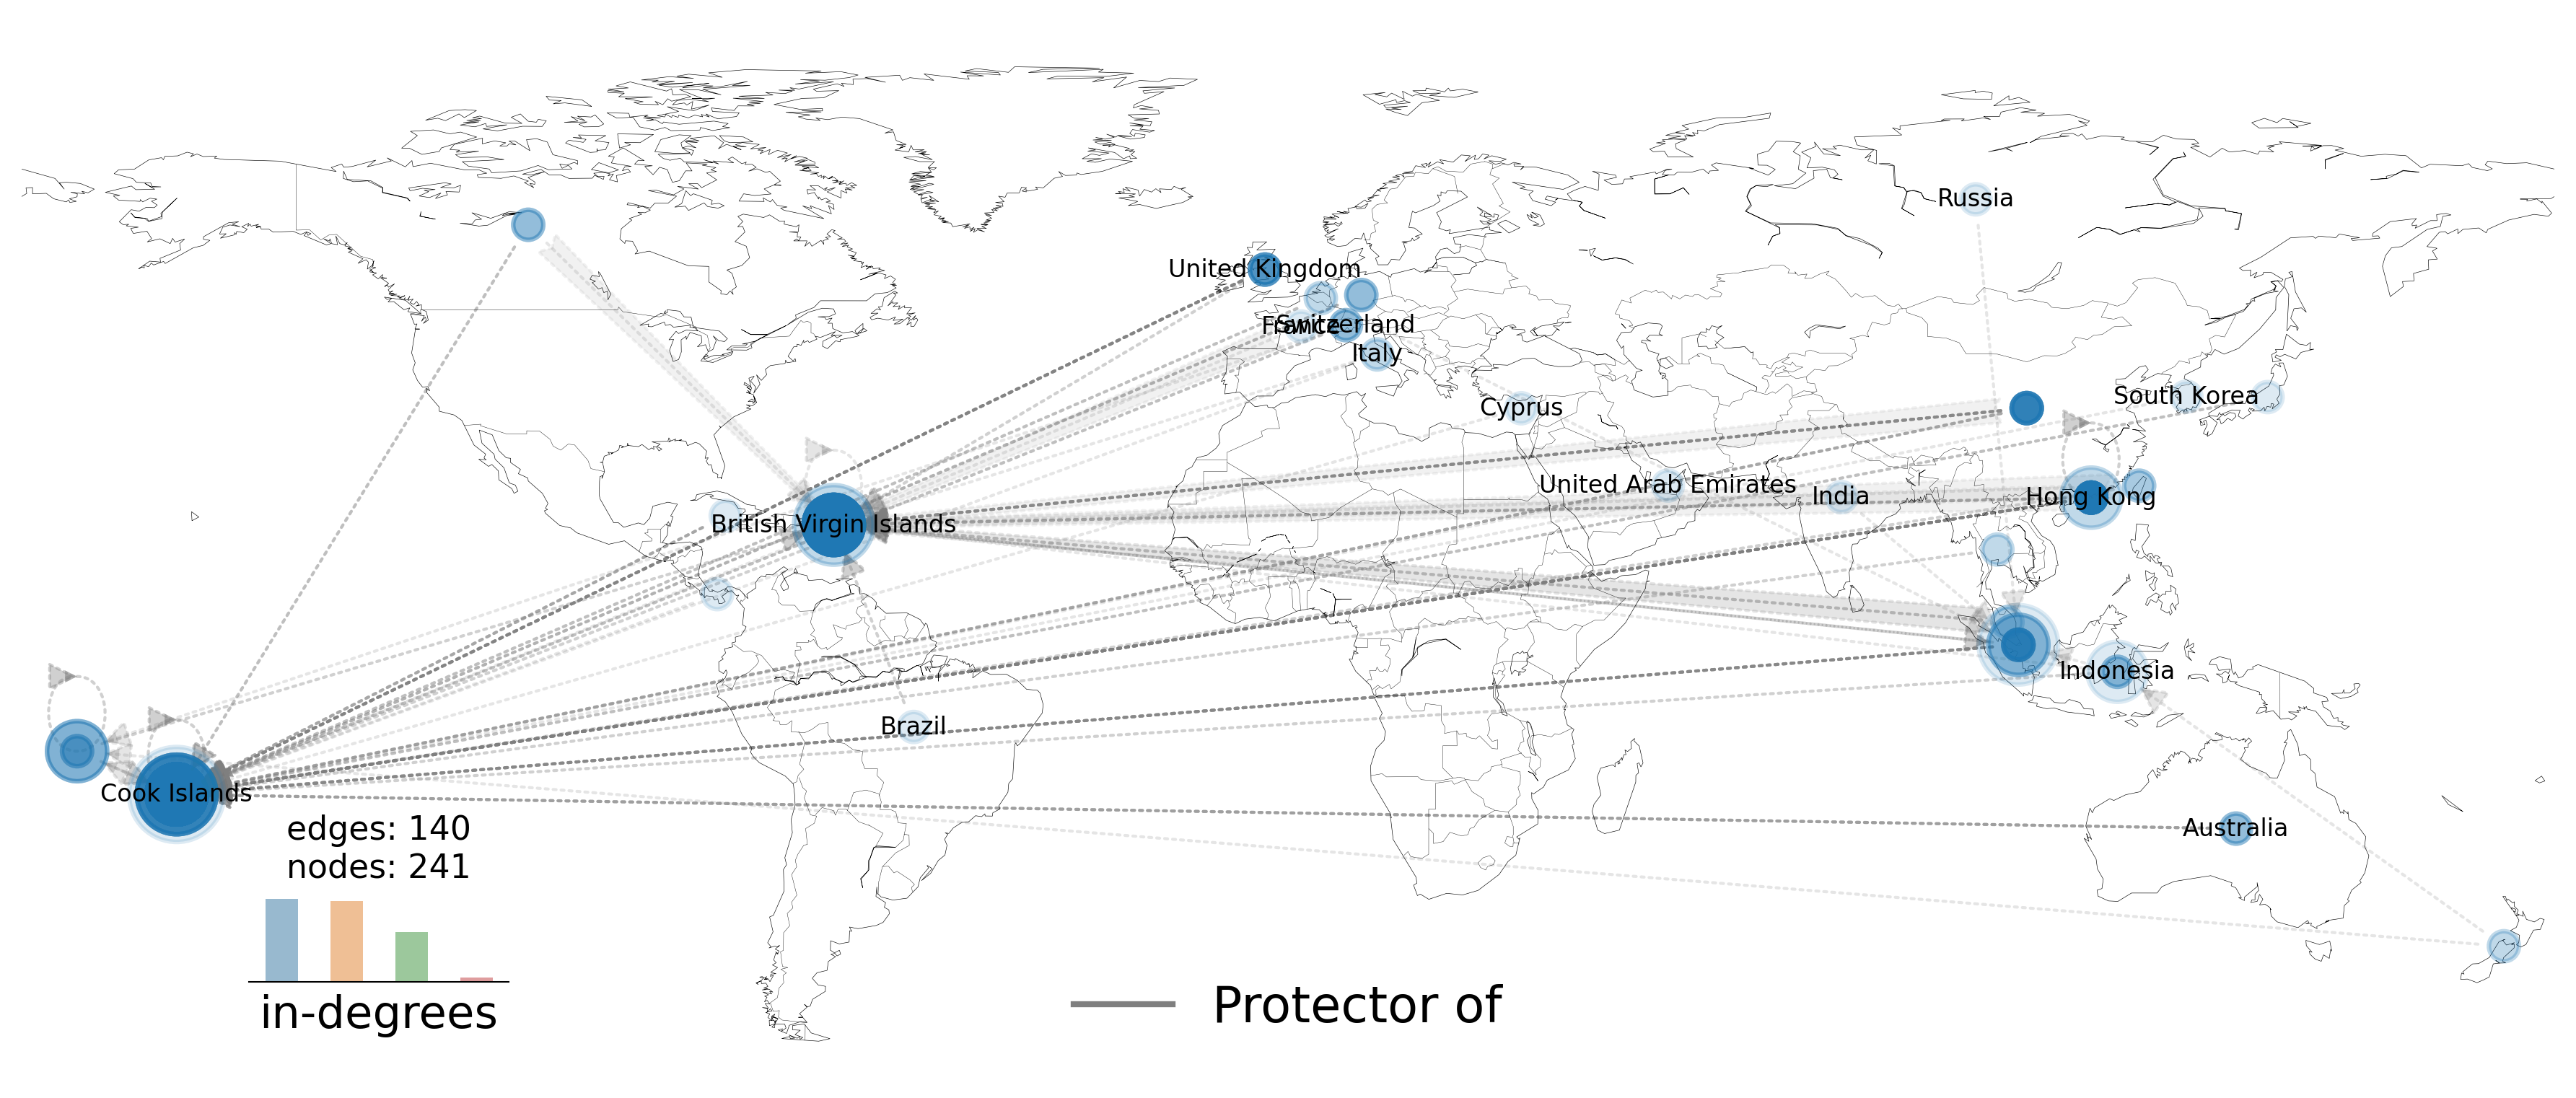 Russia
United Kingdom
France
Switzerland
Italy
South Korea
Cyprus
United Arab Emirates
India
Hong Kong
British Virgin Islands
Indonesia
Brazil
Cook Islands
Australia
edges: 140
nodes: 241
in-degrees
Protector of